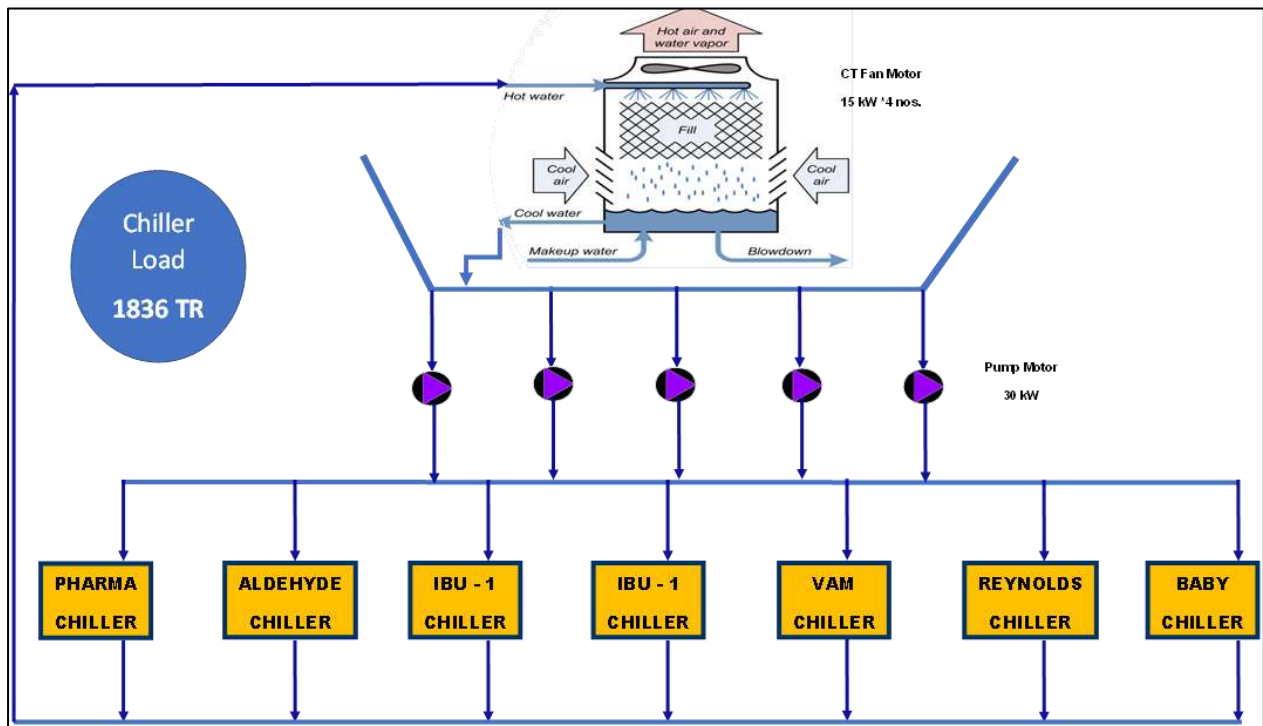 Hot air and
water vapor
CT Fan Motor
15 kW *4 nos.
Hot water
Fill
Cool
air
Cool
air
Cool water
Makeup water
Blowdown
Chiller
Load
1836 TR
Pump Motor
30 kW
PHARMA
CHILLER
ALDEHYDE
CHILLER
IBU - 1
CHILLER
IBU - 1
CHILLER
VAM
CHILLER
REYNOLDS
CHILLER
BABY
CHILLER